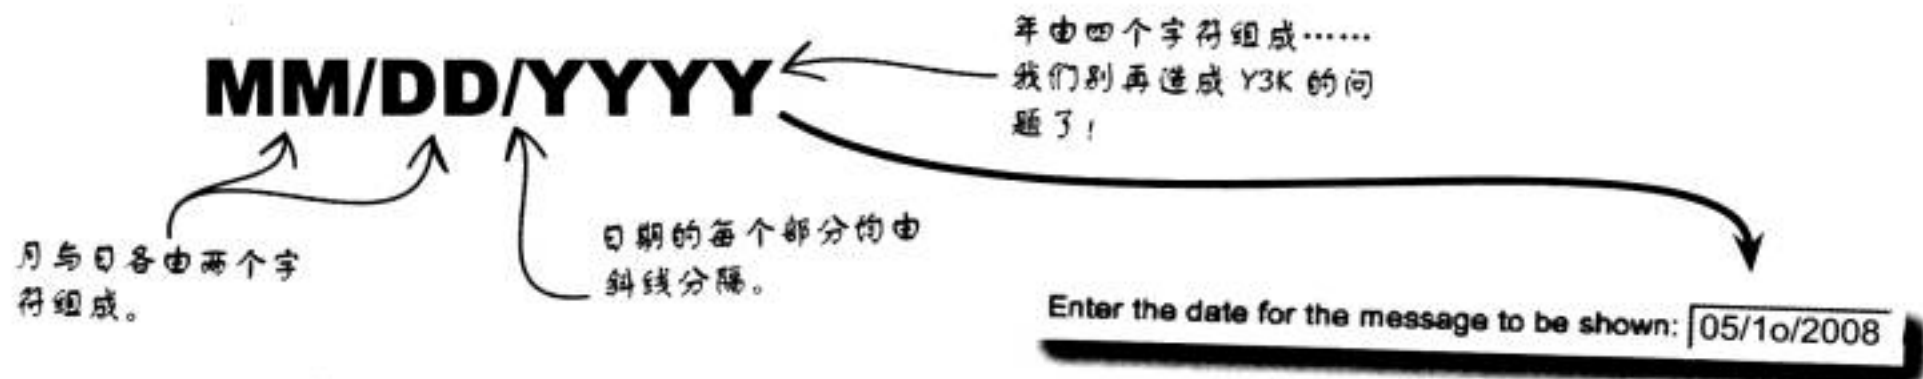 年由四个字符组成……
我们别再造成 Y3K 的问
题了!
MM/DD/YYYY
月与日各由两个字
符组成。
日期的每个部分均由
斜线分隔。
Enter the date for the message to be shown: 05/1o/2008